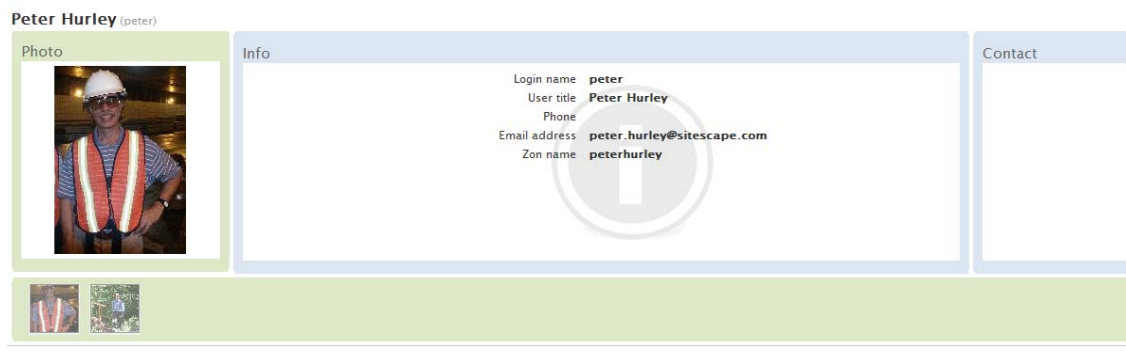 Peter Hurley (peter)
Photo
Info
Contact
Login name peter
User title Peter Hurley
Phone
Email address peter.hurley@sitescape.com
Zon name peterhurley